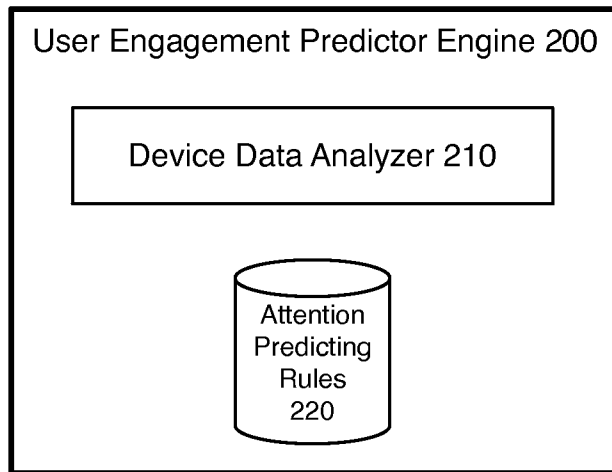 User Engagement Predictor Engine 200
Device Data Analyzer 210
Attention
Predicting
Rules
220